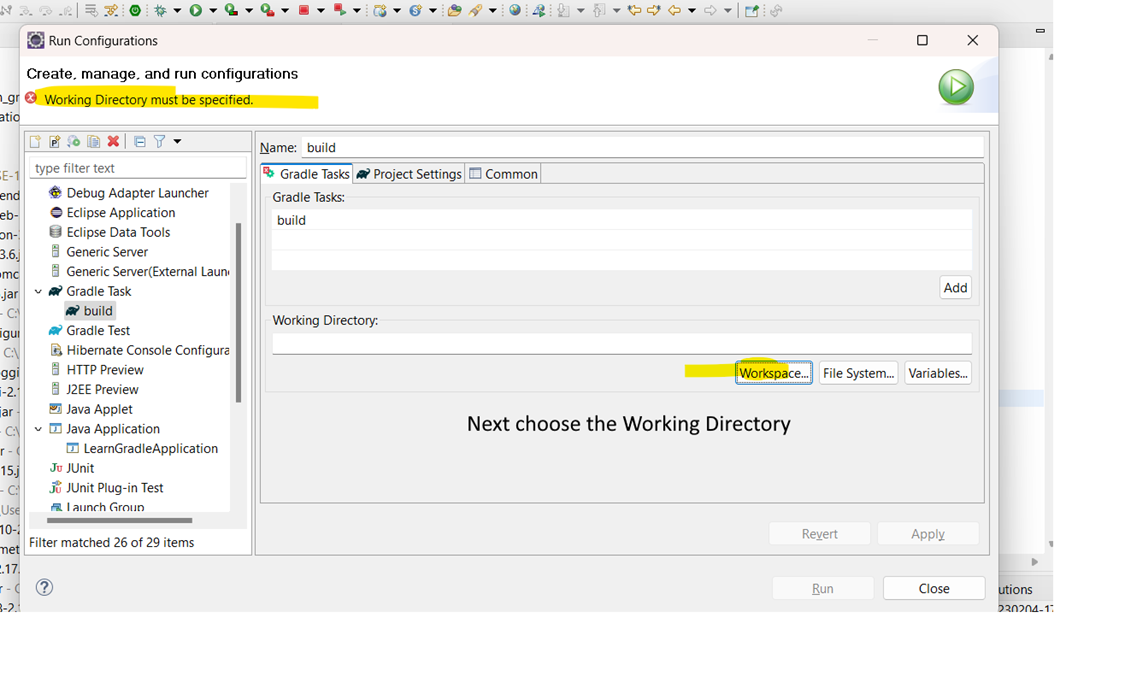 Run Configurations
Create, manage, and run configurations
Working Directory must be specified.
type filter text
Debug Adapter Launcher
Eclipse Application
Eclipse Data Tools
Generic Server
Generic Server(External Laun
Gradle Task
build
Gradle Test
Hibernate Console Configura
HTTP Preview
J2EE Preview
Java Applet
Java Application
LearnGradleApplication
JUnit
JUnit Plug-in Test
Launch Group
Filter matched 26 of 29 items
Name: build
Gradle Tasks Project Settings Common
Gradle Tasks:
build
Add
Working Directory:
Workspace... File System... Variables...
Next choose the Working Directory
Revert Apply
Run Close
utions
230204-17